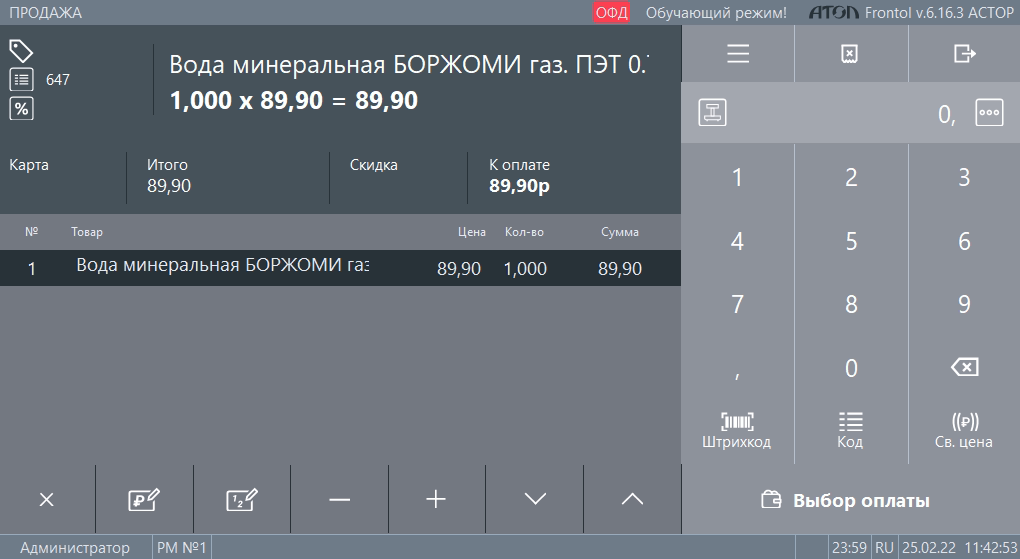 ПРОДАЖА
ОФД Обучающий режим! ATOL Frontol v.6.16.3 АСТОР
647
%
Вода минеральная БОРЖОМИ газ. ПЭТ 0.
1,000 x 89,90 = 89,90
Карта Итого Скидка К оплате
89,90 89,90р
№ Товар Цена Кол-во Сумма
1 Вода минеральная БОРЖОМИ газ 89,90 1,000 89,90
0,
1 2 3
4 5 6
7 8 9
, 0
Штрихкод Код Св. цена
Выбор оплаты
Администратор РМ №1 23:59 RU 25.02.22 11:42:53